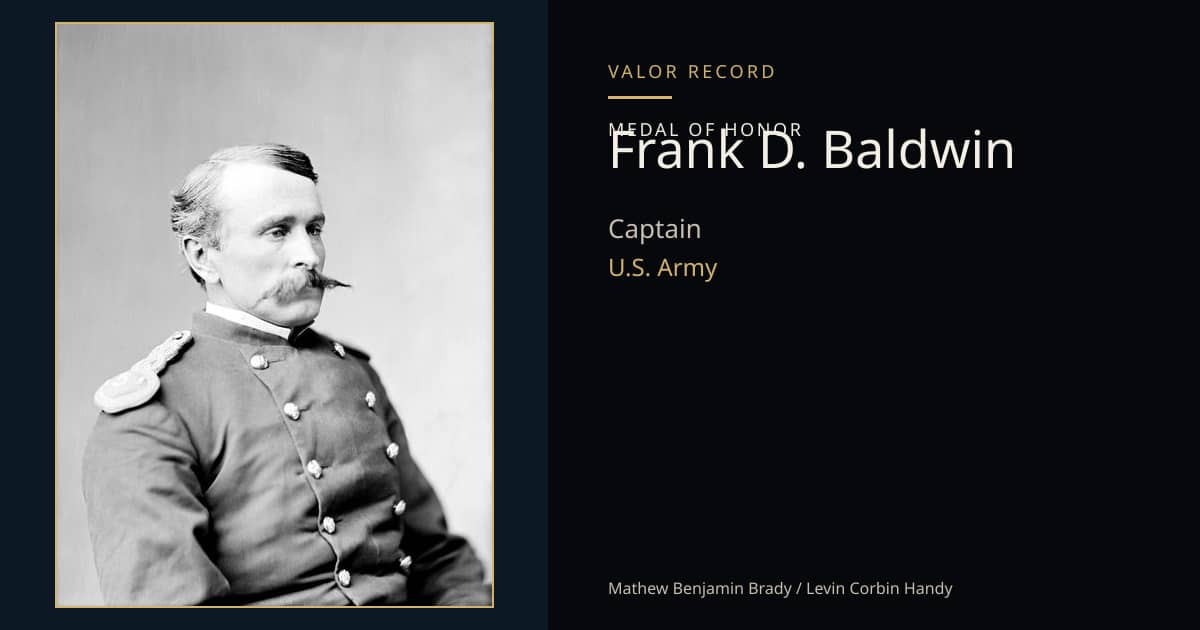 VALOR RECORD
MEDAL OF HONOR
Frank D. Baldwin
Captain
U.S. Army
Mathew Benjamin Brady / Levin Corbin Handy